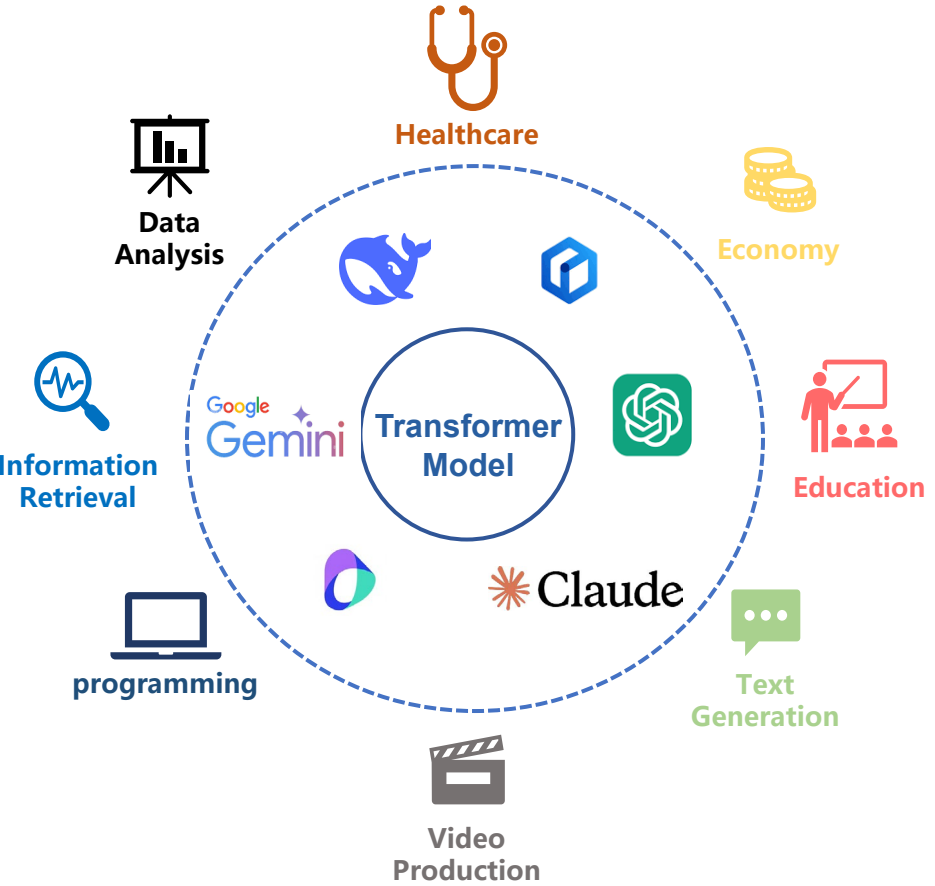 Healthcare
Data
Analysis
Economy
Google
Gemini
Transformer
Model
Information
Retrieval
Education
Claude
programming
Text
Generation
Video
Production